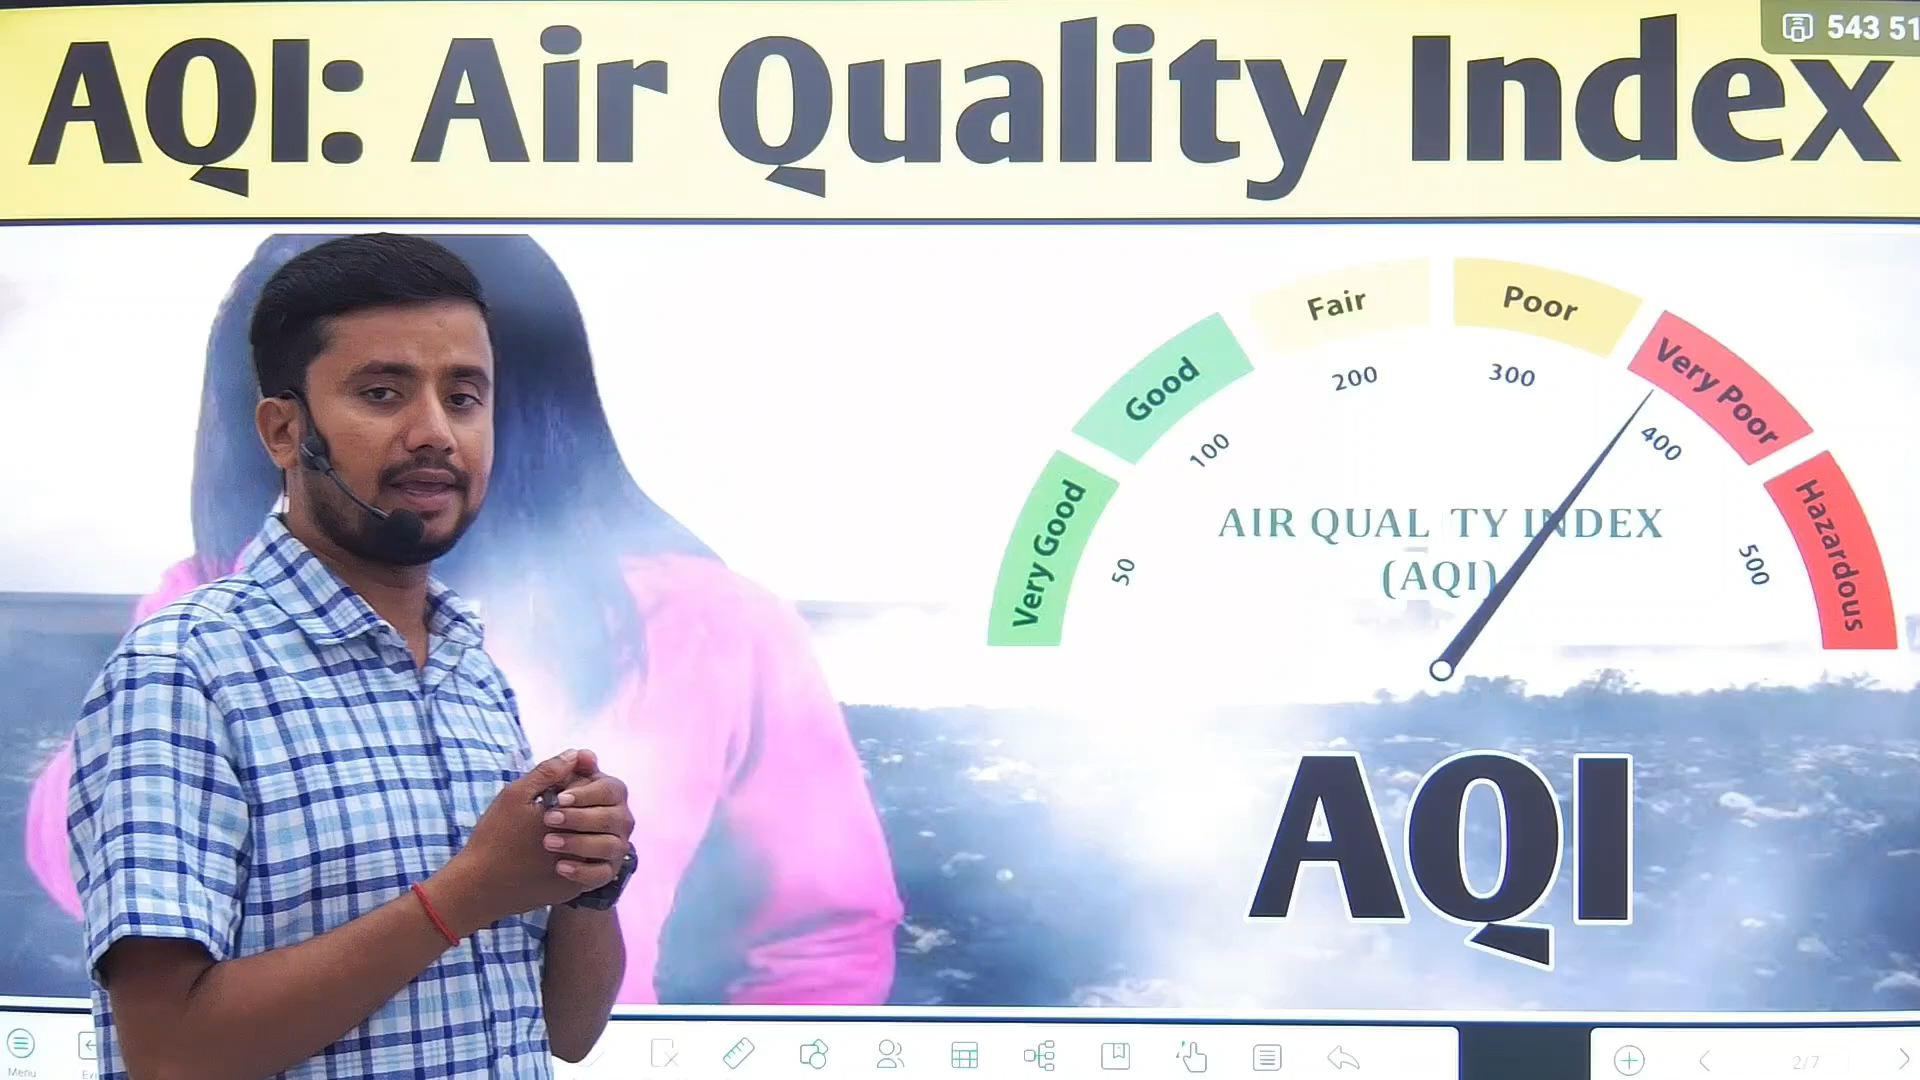 543 51
AQI: Air Quality Index
Very Good
Good
Fair
Poor
Very Poor
Hazardous
50
100
200
300
400
500
AIR QUAL TY INDEX
(AQI)
AQI
Menu
2/7